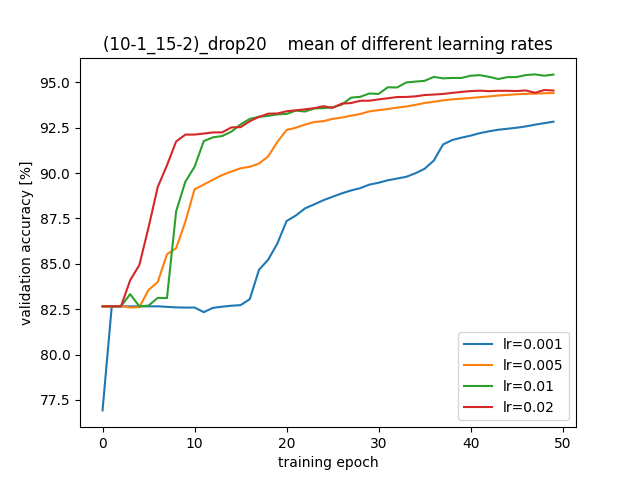 (10-1_15-2)_drop20    mean of different learning rates
validation accuracy [%]
95.0
92.5
90.0
87.5
85.0
82.5
80.0
77.5
lr=0.001
lr=0.005
lr=0.01
lr=0.02
0 10 20 30 40 50
training epoch